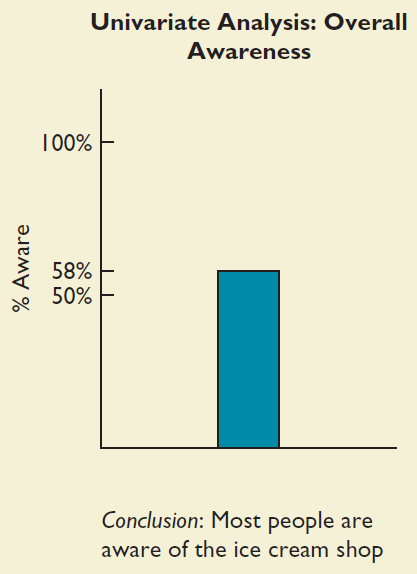 Univariate Analysis: Overall
Awareness
100%
58%
50%
% Aware
Conclusion: Most people are
aware of the ice cream shop